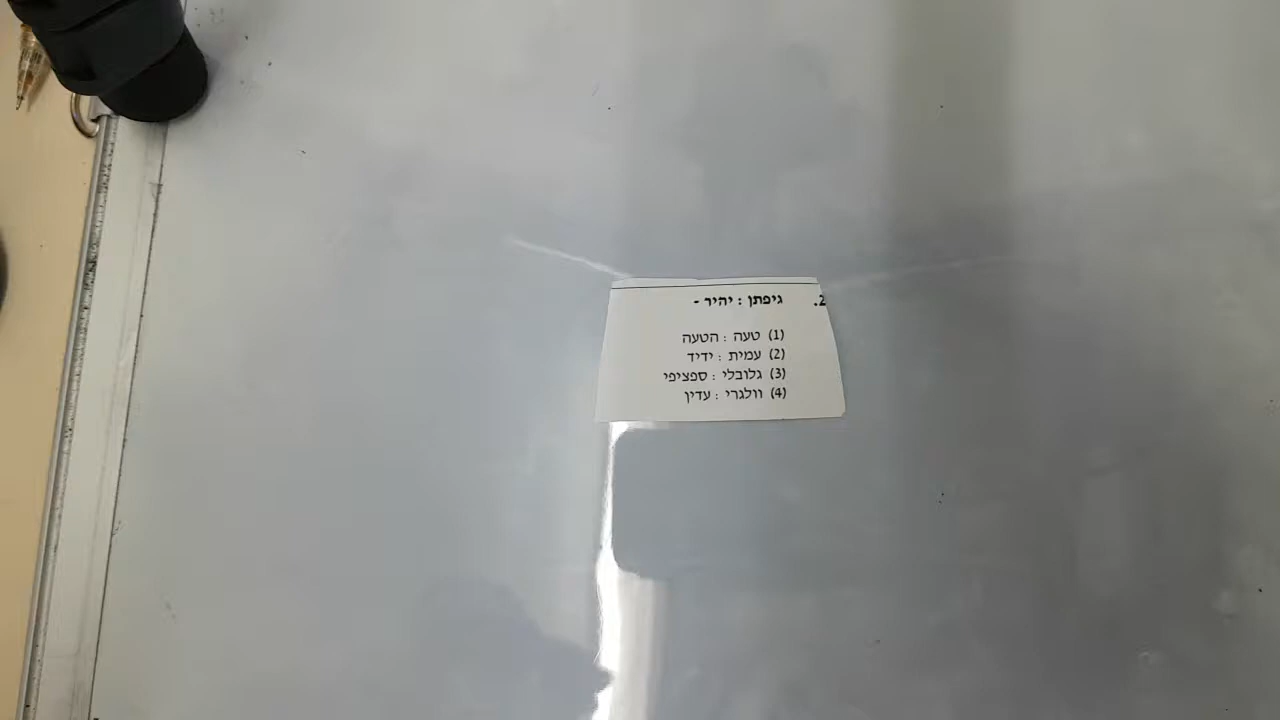 2. גיפתן : יהיר -
(1) טעה : הטעה
(2) עמית : ידיד
(3) גלובלי : ספציפי
(4) וולגרי : עדין